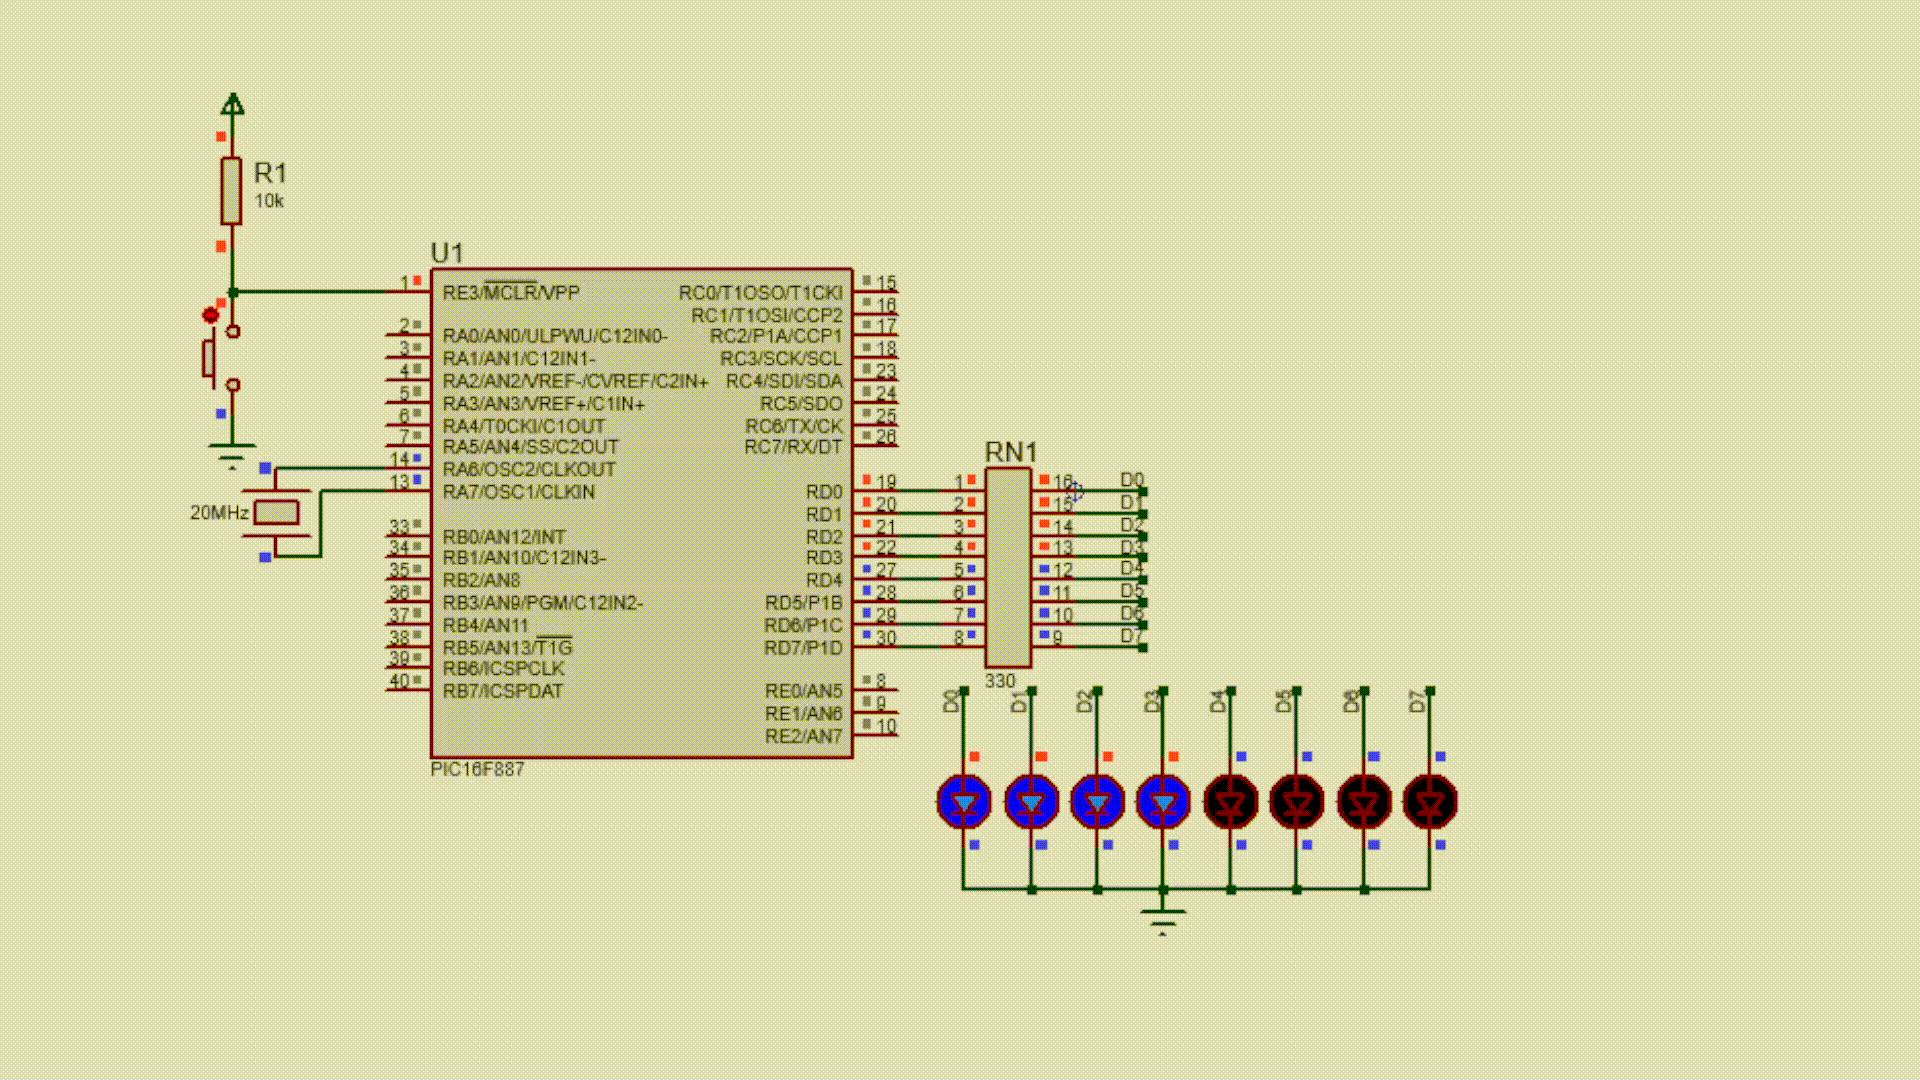 R1
10k
U1
1
RE3/MCLR/VPP
2
RA0/AN0/ULPWU/C12IN0-
3
RA1/AN1/C12IN1-
4
RA2/AN2/VREF-/CVREF/C2IN+
5
RA3/AN3/VREF+/C1IN+
6
RA4/T0CKI/C1OUT
7
RA5/AN4/SS/C2OUT
14
RA6/OSC2/CLKOUT
13
RA7/OSC1/CLKIN
20MHz
33
RB0/AN12/INT
34
RB1/AN10/C12IN3-
35
RB2/AN8
36
RB3/AN9/PGM/C12IN2-
37
RB4/AN11
38
RB5/AN13/T1G
39
RB6/ICSPCLK
40
RB7/ICSPDAT
RC0/T1OSO/T1CKI
15
RC1/T1OSI/CCP2
16
RC2/P1A/CCP1
17
RC3/SCK/SCL
18
RC4/SDI/SDA
23
RC5/SDO
24
RC6/TX/CK
25
RC7/RX/DT
26
RD0
19
RD1
20
RD2
21
RD3
22
RD4
27
RD5/P1B
28
RD6/P1C
29
RD7/P1D
30
RE0/AN5
8
RE1/AN6
9
RE2/AN7
10
PIC16F887
RN1
1 16 D0
2 15 D1
3 14 D2
4 13 D3
5 12 D4
6 11 D5
7 10 D6
8 9 D7
330
D0 D1 D2 D3 D4 D5 D6 D7